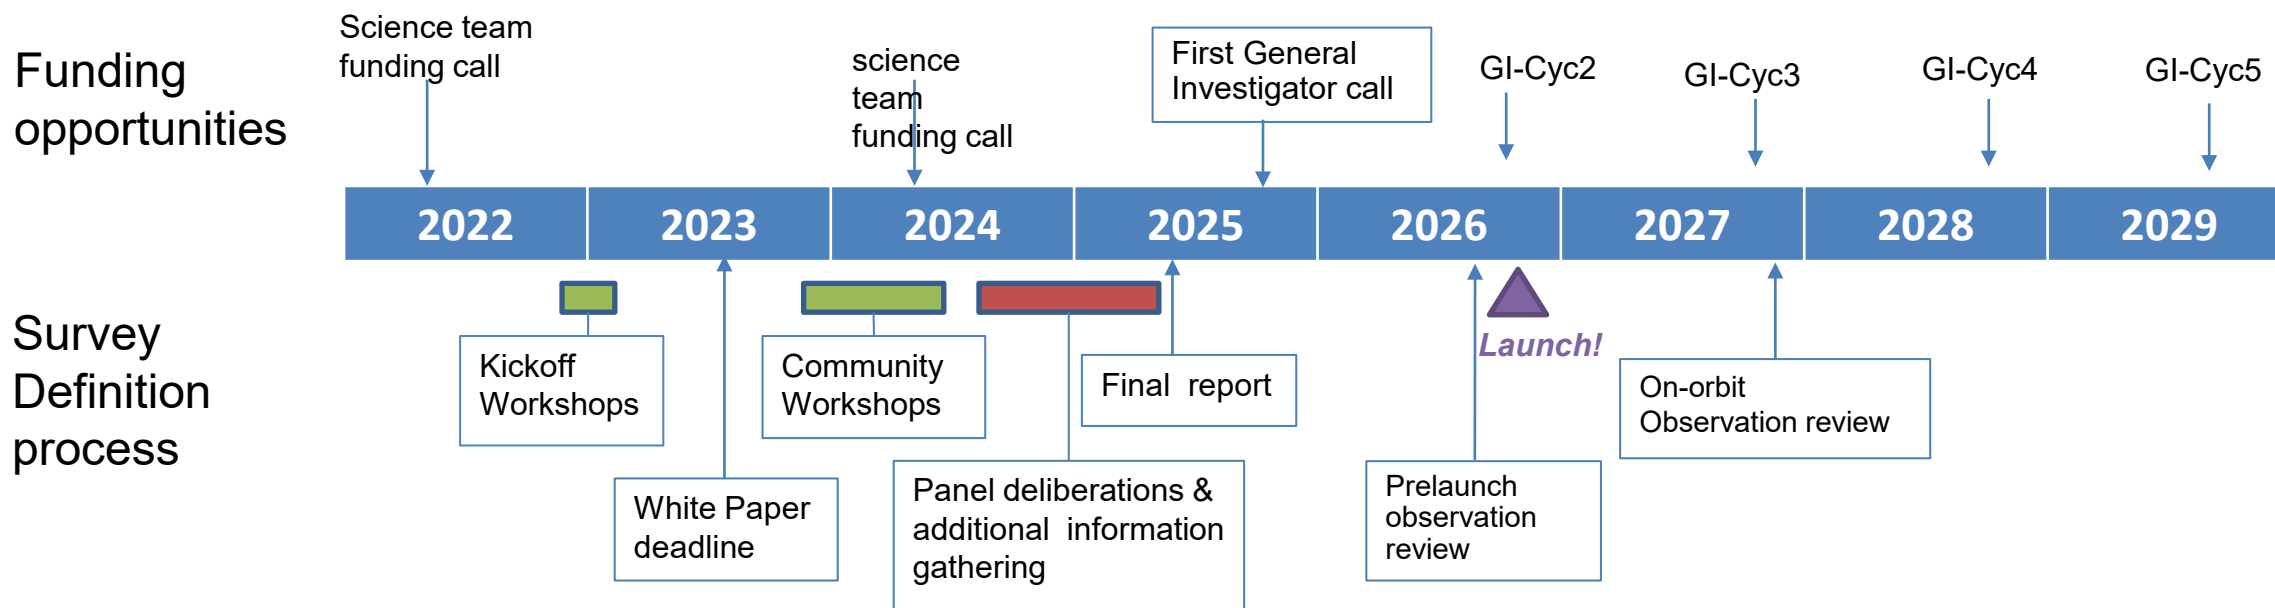 Funding
opportunities
Science team
funding call
science
team
funding call
First General
Investigator call
GI-Cyc2
GI-Cyc3
GI-Cyc4
GI-Cyc5
2022
2023
2024
2025
2026
2027
2028
2029
Survey
Definition
process
Kickoff
Workshops
White Paper
deadline
Community
Workshops
Panel deliberations &
additional information
gathering
Final report
Launch!
Prelaunch
observation
review
On-orbit
Observation review